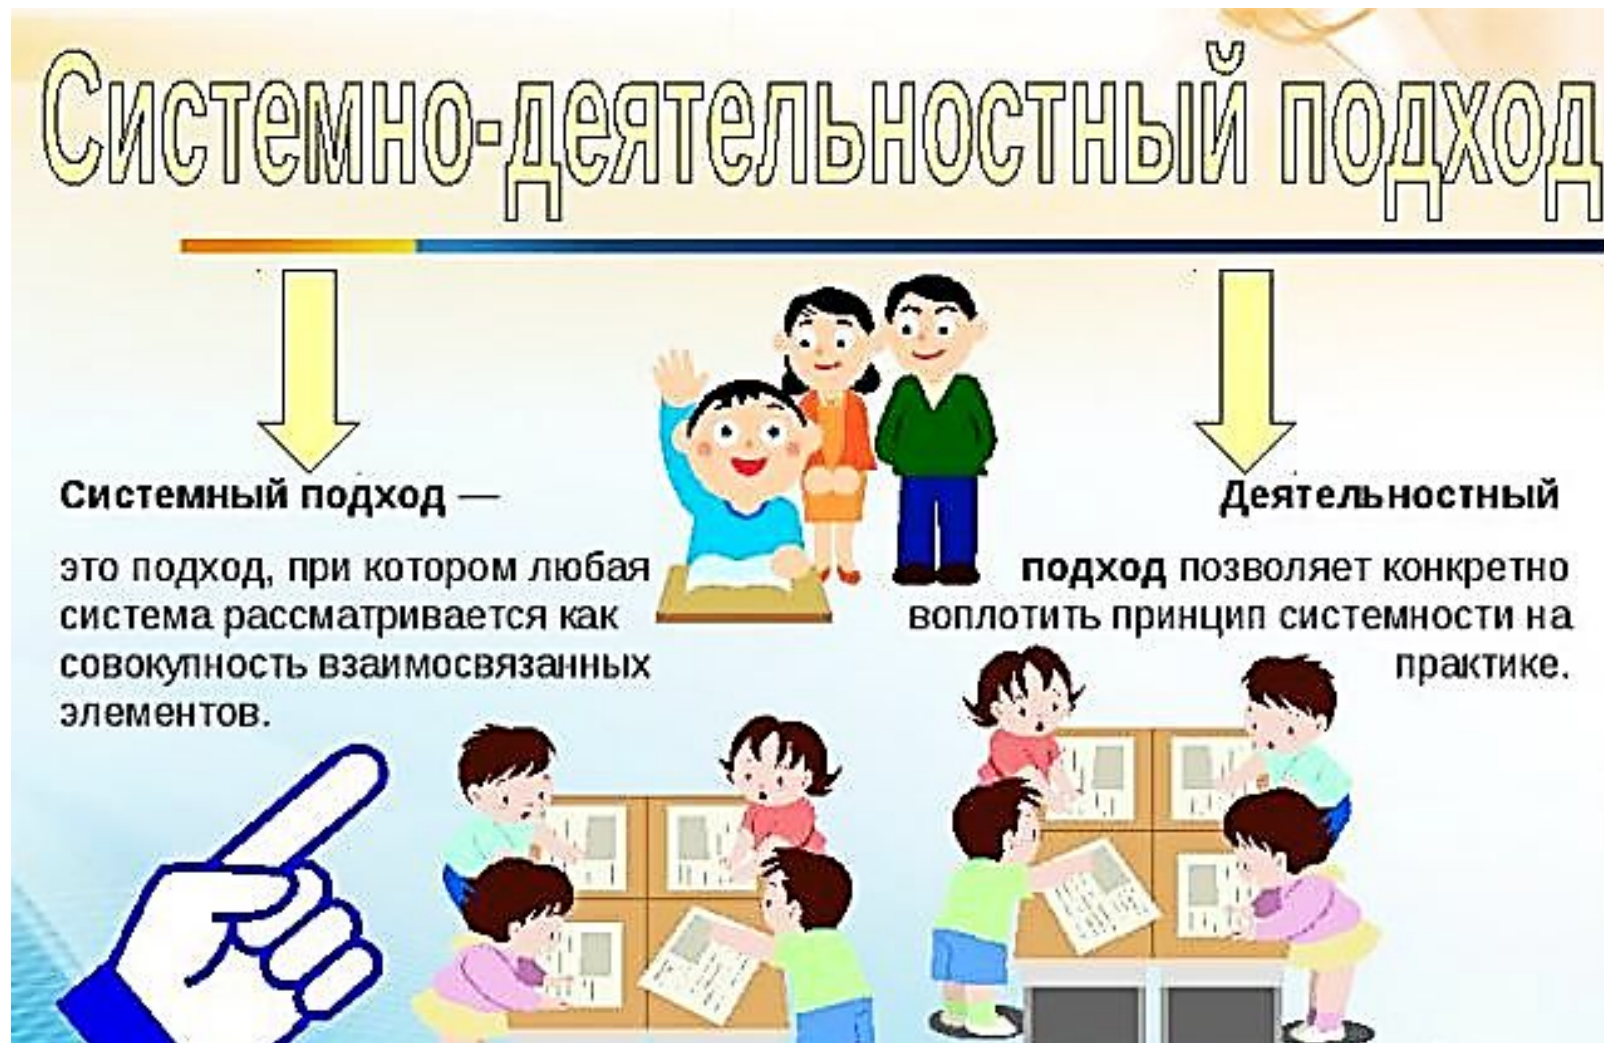 Системно-деятельностный подход
Системный подход —
это подход, при котором любая
система рассматривается как
совокупность взаимосвязанных
элементов.
Деятельностный
подход позволяет конкретно
воплотить принцип системности на
практике.